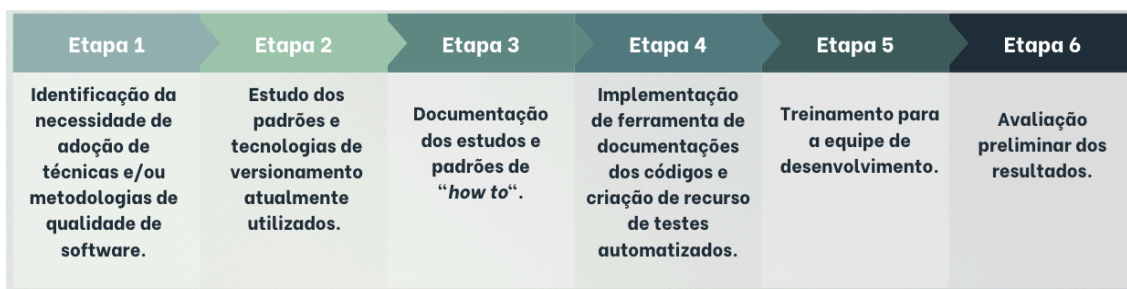 Etapa 1
Identificação da
necessidade de
adoção de
técnicas e/ou
metodologias de
qualidade de
software.
Etapa 2
Estudo dos
padrões e
tecnologias de
versionamento
atualmente
utilizados.
Etapa 3
Documentação
dos estudos e
padrões de
“how to“.
Etapa 4
Implementação
de ferramenta de
documentações
dos códigos e
criação de recurso
de testes
automatizados.
Etapa 5
Treinamento para
a equipe de
desenvolvimento.
Etapa 6
Avaliação
preliminar dos
resultados.